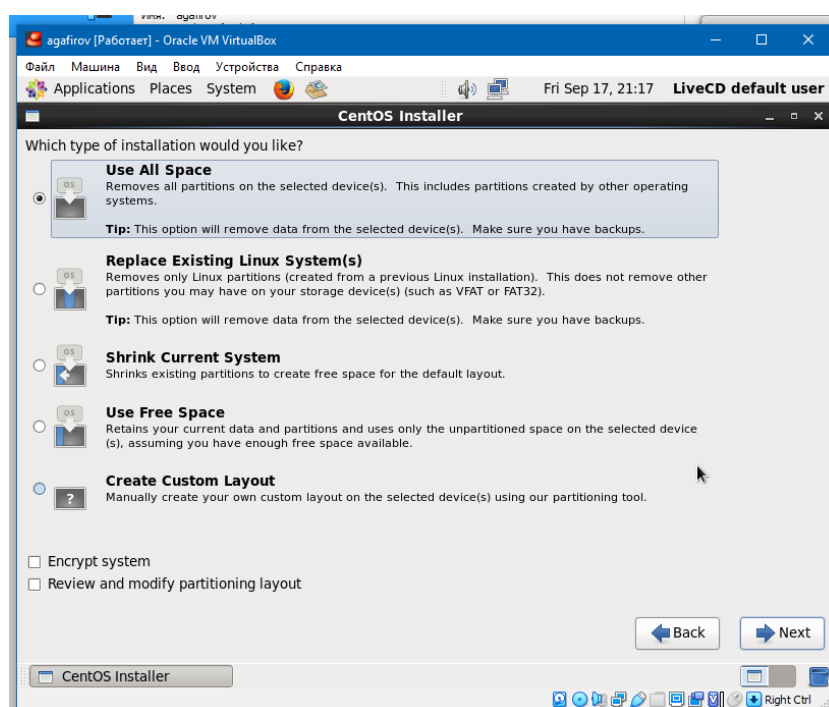 Имя: agafirov
agafirov [Работает] - Oracle VM VirtualBox
Файл Машина Вид Ввод Устройства Справка
Applications Places System Fri Sep 17, 21:17 LiveCD default user
CentOS Installer
Which type of installation would you like?
Use All Space
Removes all partitions on the selected device(s). This includes partitions created by other operating
systems.
Tip: This option will remove data from the selected device(s). Make sure you have backups.
Replace Existing Linux System(s)
Removes only Linux partitions (created from a previous Linux installation). This does not remove other
partitions you may have on your storage device(s) (such as VFAT or FAT32).
Tip: This option will remove data from the selected device(s). Make sure you have backups.
Shrink Current System
Shrinks existing partitions to create free space for the default layout.
Use Free Space
Retains your current data and partitions and uses only the unpartitioned space on the selected device
(s), assuming you have enough free space available.
Create Custom Layout
Manually create your own custom layout on the selected device(s) using our partitioning tool.
Encrypt system
Review and modify partitioning layout
Back Next
CentOS Installer
Right Ctrl